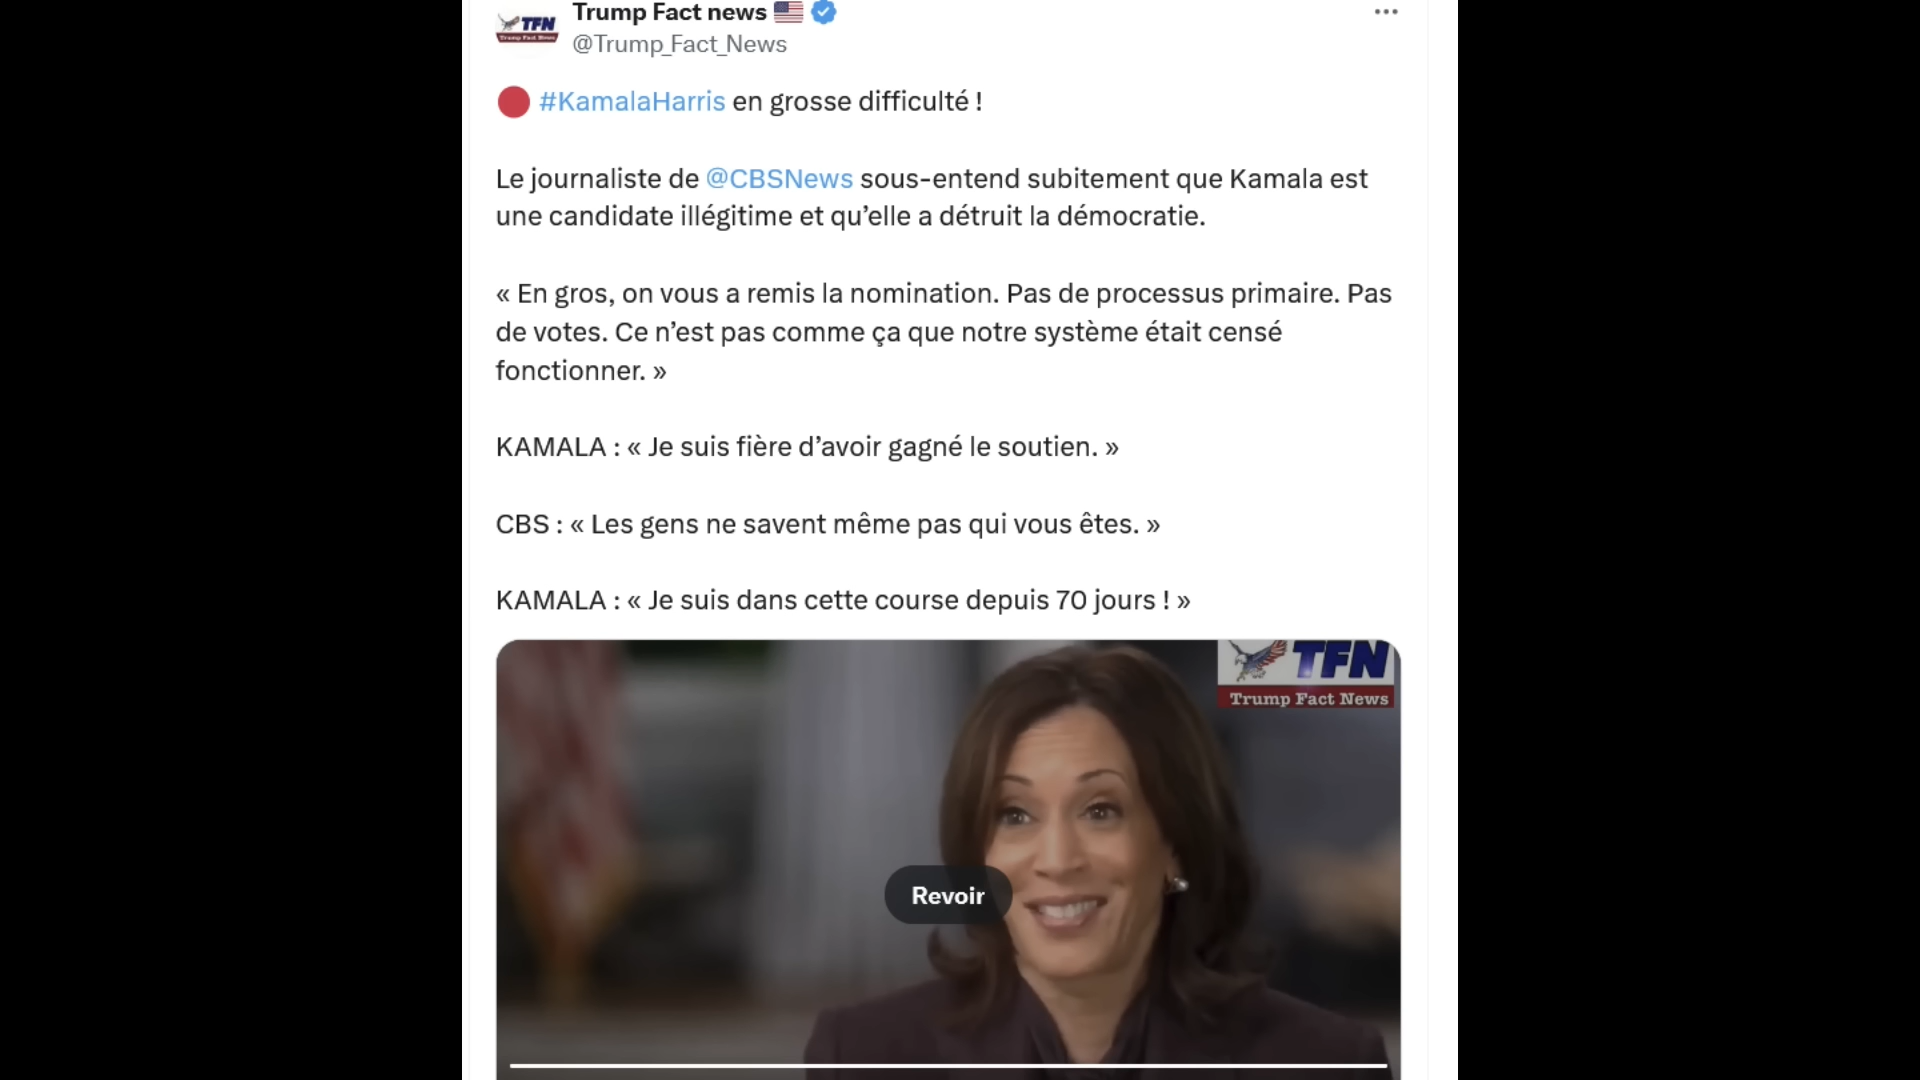 TFN
Trump Fact News
Trump Fact news
@Trump_Fact_News
#KamalaHarris en grosse difficulté !
Le journaliste de @CBSNews sous-entend subitement que Kamala est
une candidate illégitime et qu’elle a détruit la démocratie.
« En gros, on vous a remis la nomination. Pas de processus primaire. Pas
de votes. Ce n’est pas comme ça que notre système était censé
fonctionner. »
KAMALA : « Je suis fière d’avoir gagné le soutien. »
CBS : « Les gens ne savent même pas qui vous êtes. »
KAMALA : « Je suis dans cette course depuis 70 jours ! »
TFN
Trump Fact News
Revoir